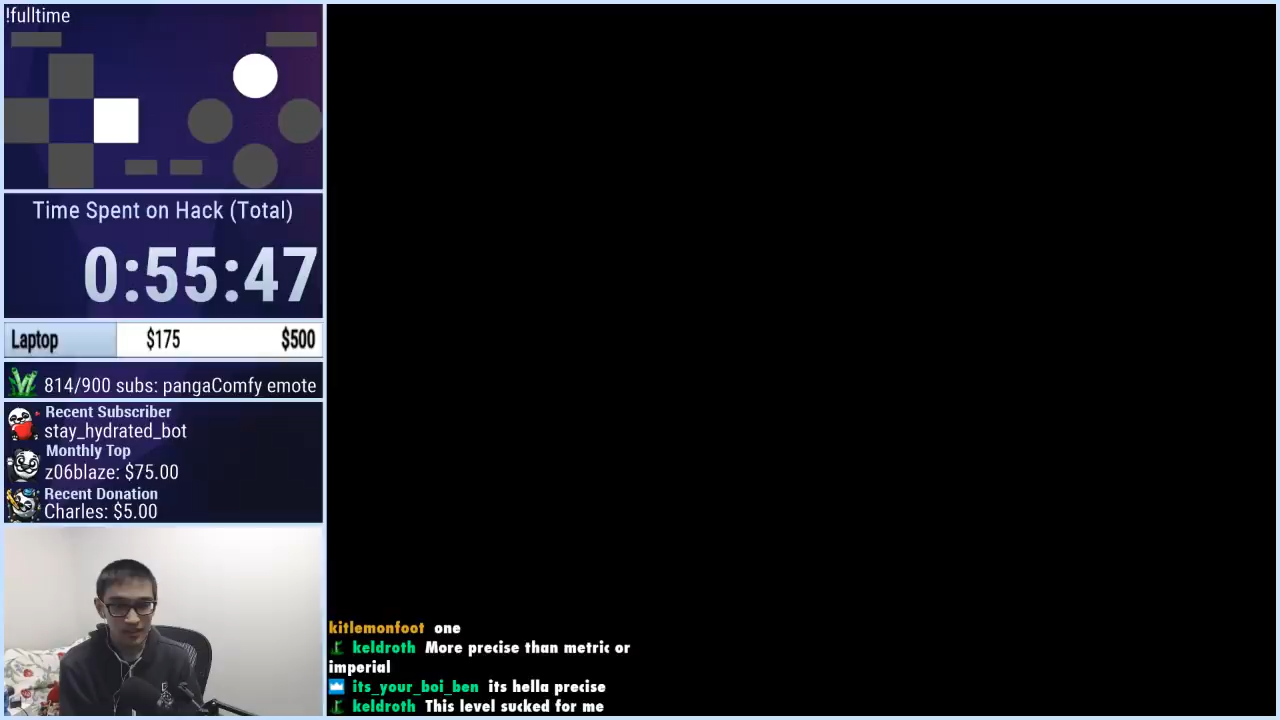 !fulltime
Time Spent on Hack (Total)
0:55:47
Laptop $175 $500
814/900 subs: pangaComfy emote
Recent Subscriber
stay_hydrated_bot
Monthly Top
z06blaze: $75.00
Recent Donation
Charles: $5.00
kitlemonfoot one
keldroth More precise than metric or
imperial
its_your_boi_ben its hella precise
keldroth This level sucked for me